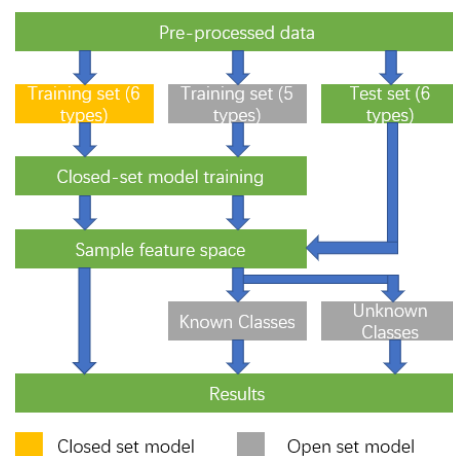 Pre-processed data
Training set (6
types)
Training set (5
types)
Test set (6
types)
Closed-set model training
Sample feature space
Known Classes
Unknown
Classes
Results
Closed set model
Open set model